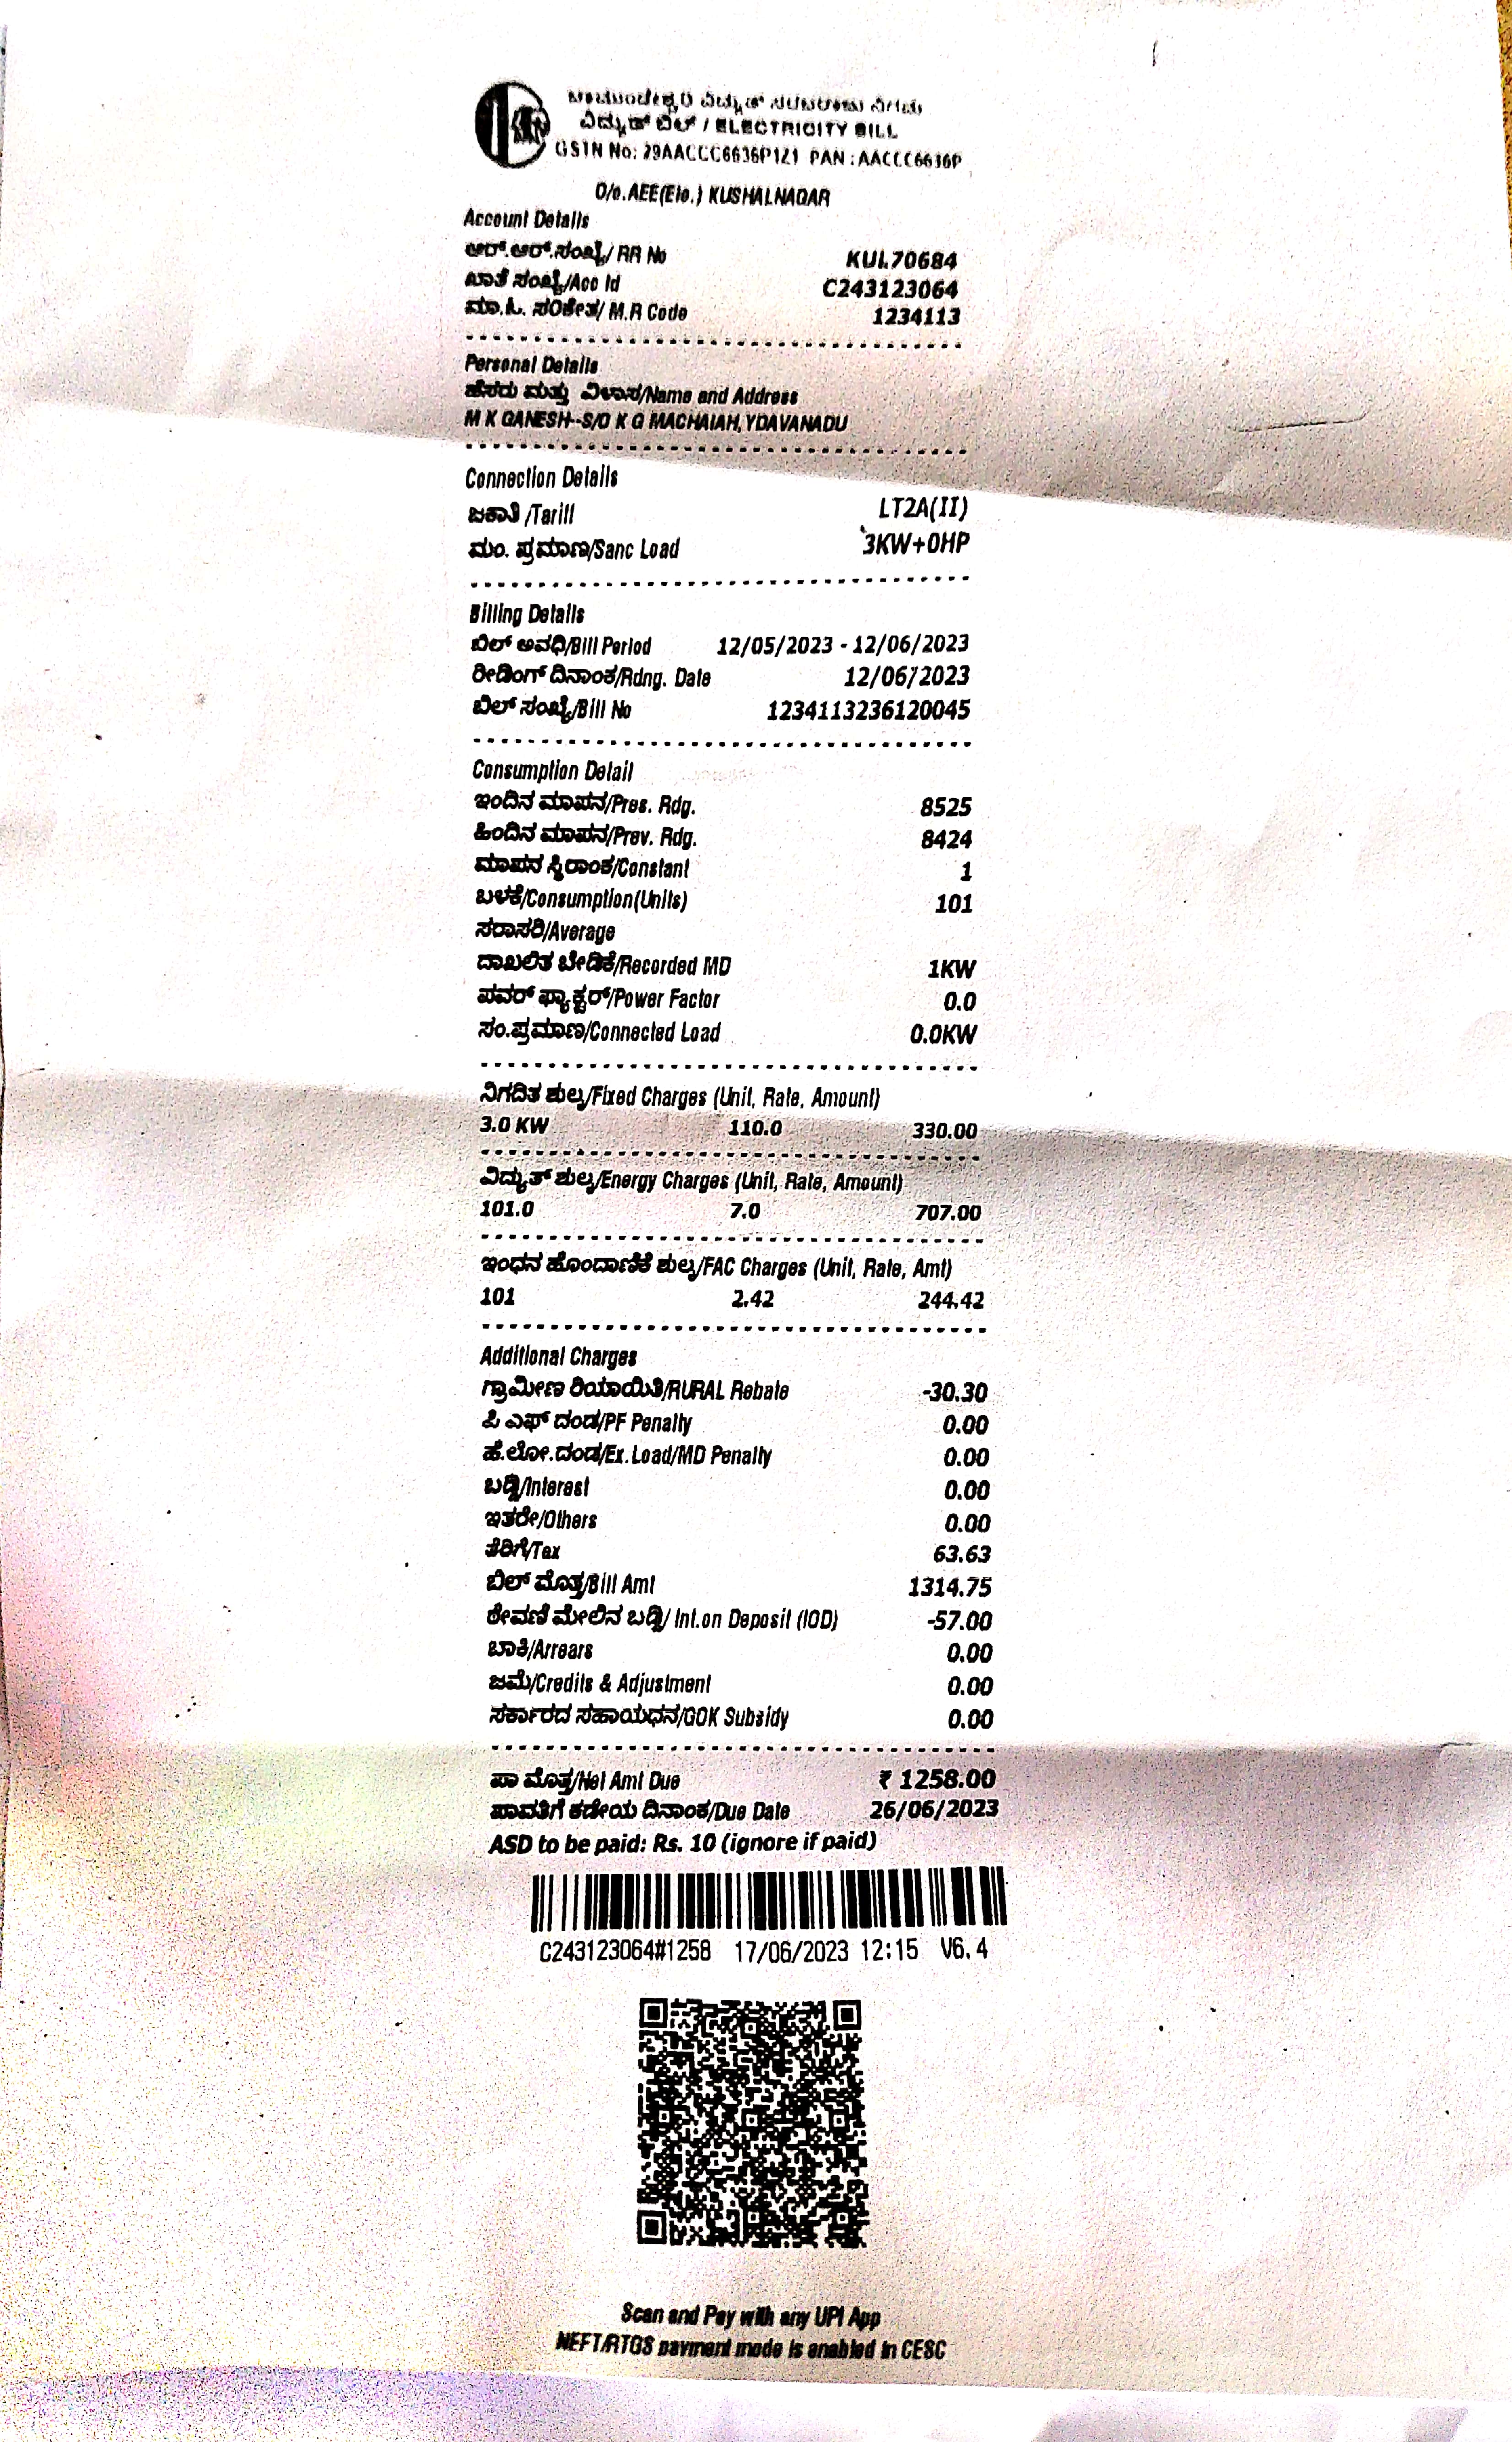 ಚಾಮುಂಡೇಶ್ವರಿ ವಿದ್ಯುತ್ ಸರಬರಾಜು ನಿಗಮ
ವಿದ್ಯುತ್ ಬಿಲ್ / ELECTRICITY BILL
GSTN No: 29AACCC6636P1Z1 PAN : AACCC6636P
O/o.AEE(Ele.) KUSHALNAGAR
Account Details
ಆರ್.ಆರ್.ಸಂಖ್ಯೆ/ RR No KUL70684
ಖಾತೆ ಸಂಖ್ಯೆ/Acc Id C243123064
ಮಾ.ಓ. ಸಂಕೇತ/ M.R Code 1234113
Personal Details
ಹೆಸರು ಮತ್ತು ವಿಳಾಸ/Name and Address
M K GANESH--S/O K G MACHAIAH, YDAVANADU
Connection Details
ಜಕಾತಿ /Tariff LT2A(II)
ಮಂ. ಪ್ರಮಾಣ/Sanc Load 3KW+0HP
Billing Details
ಬಿಲ್ ಅವಧಿ/Bill Period 12/05/2023 - 12/06/2023
ರೀಡಿಂಗ್ ದಿನಾಂಕ/Rdng. Date 12/06/2023
ಬಿಲ್ ಸಂಖ್ಯೆ/Bill No 1234113236120045
Consumption Detail
ಇಂದಿನ ಮಾಪನ/Pres. Rdg. 8525
ಹಿಂದಿನ ಮಾಪನ/Prev. Rdg. 8424
ಮಾಪನ ಸ್ಥಿರಾಂಕ/Constant 1
ಬಳಕೆ/Consumption(Units) 101
ಸರಾಸರಿ/Average
ದಾಖಲಿತ ಬೇಡಿಕೆ/Recorded MD 1KW
ಪವರ್ ಫ್ಯಾಕ್ಟರ್/Power Factor 0.0
ಸಂ.ಪ್ರಮಾಣ/Connected Load 0.0KW
ನಿಗದಿತ ಶುಲ್ಕ/Fixed Charges (Unit, Rate, Amount)
3.0 KW 110.0 330.00
ವಿದ್ಯುತ್ ಶುಲ್ಕ/Energy Charges (Unit, Rate, Amount)
101.0 7.0 707.00
ಇಂಧನ ಹೊಂದಾಣಿಕೆ ಶುಲ್ಕ/FAC Charges (Unit, Rate, Amt)
101 2.42 244.42
Additional Charges
ಗ್ರಾಮೀಣ ರಿಯಾಯಿತಿ/RURAL Rebate -30.30
ಪಿ ಎಫ್ ದಂಡ/PF Penalty 0.00
ಹೆ.ಲೋ.ದಂಡ/Ex. Load/MD Penalty 0.00
ಬಡ್ಡಿ/Interest 0.00
ಇತರೇ/Others 0.00
ತೆರಿಗೆ/Tax 63.63
ಬಿಲ್ ಮೊತ್ತ/Bill Amt 1314.75
ಠೇವಣಿ ಮೇಲಿನ ಬಡ್ಡಿ/ Int.on Deposit (IOD) -57.00
ಬಾಕಿ/Arrears 0.00
ಜಮೆ/Credits & Adjustment 0.00
ಸರ್ಕಾರದ ಸಹಾಯಧನ/GOK Subsidy 0.00
ಪಾ ಮೊತ್ತ/Net Amt Due ₹ 1258.00
ಪಾವತಿಗೆ ಕಡೇಯ ದಿನಾಂಕ/Due Date 26/06/2023
ASD to be paid: Rs. 10 (ignore if paid)
C243123064#1258 17/06/2023 12:15 V6.4
Scan and Pay with any UPI App
NEFT/RTGS payment mode is enabled in CESC